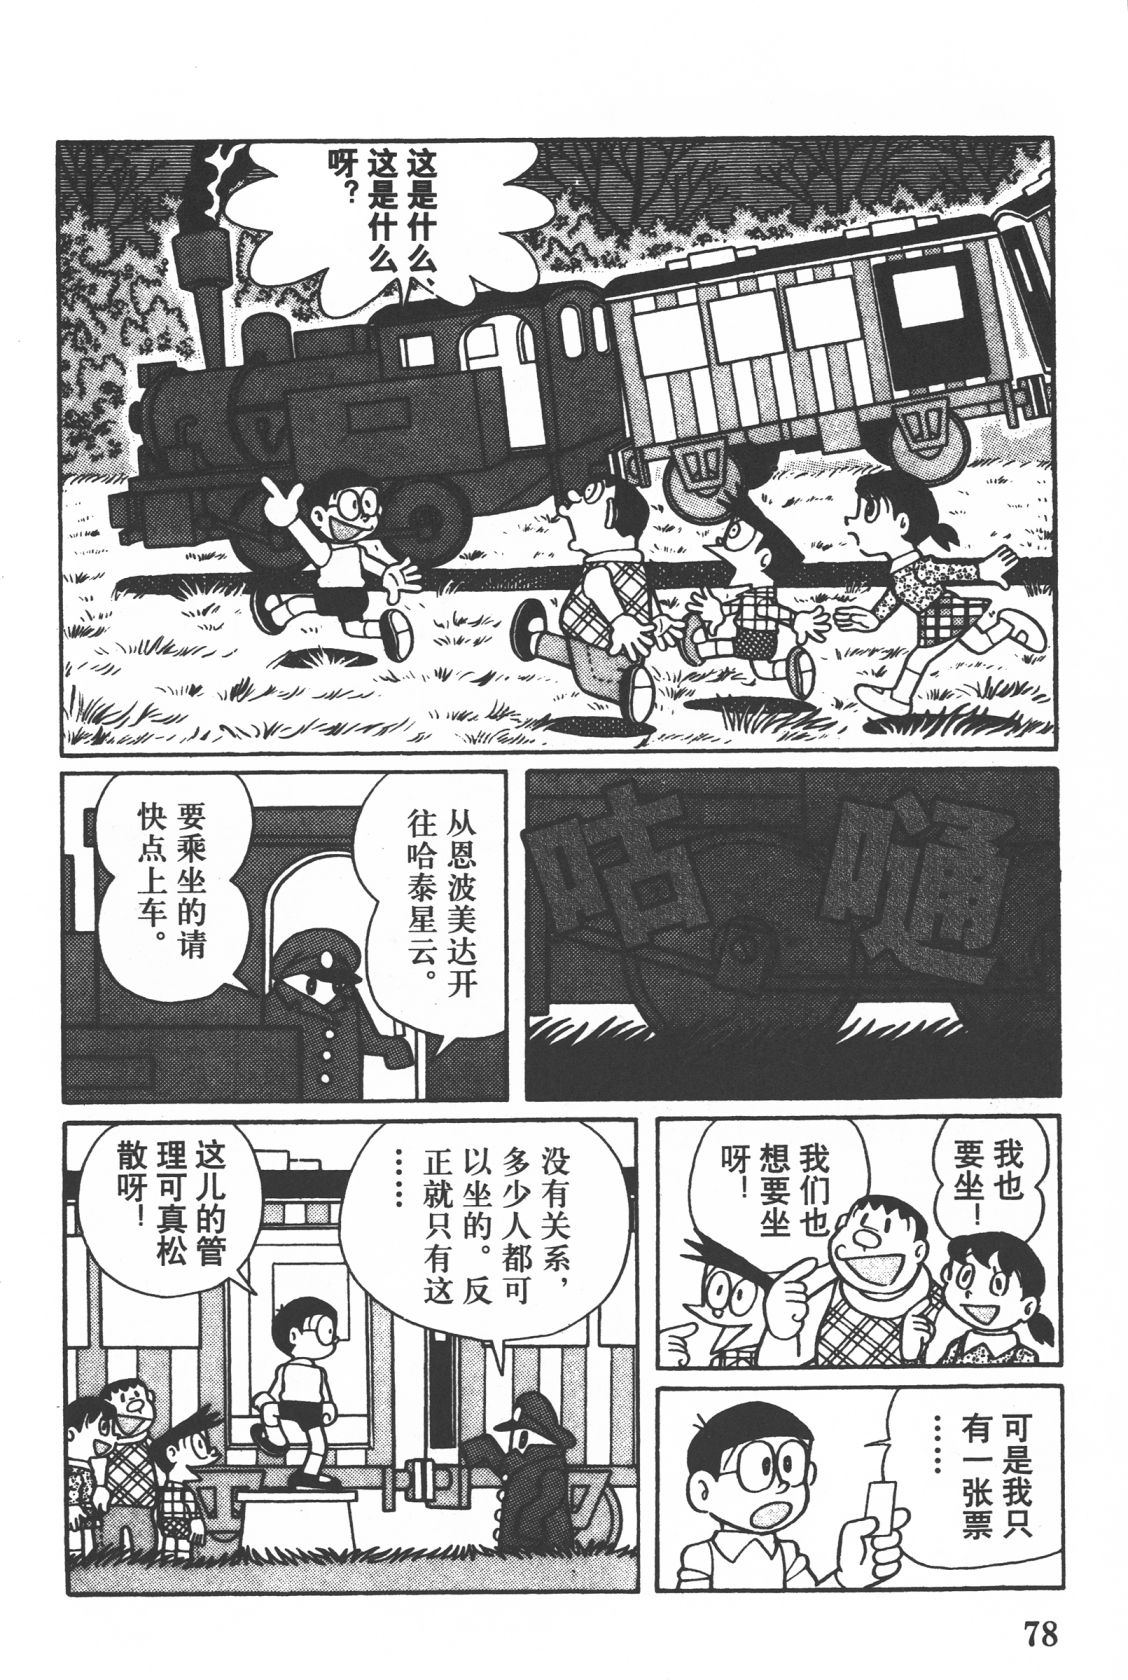 这是什么、
这是什么
呀？
咕嗵
从恩波美达开
往哈泰星云。
要乘坐的请
快点上车。
我也
要坐！
我们也
想要坐
呀！
可是我只
有一张票
……
没有关系，
多少人都可
以坐的。反
正就只有这
……
这儿的管
理可真松
散呀！
78